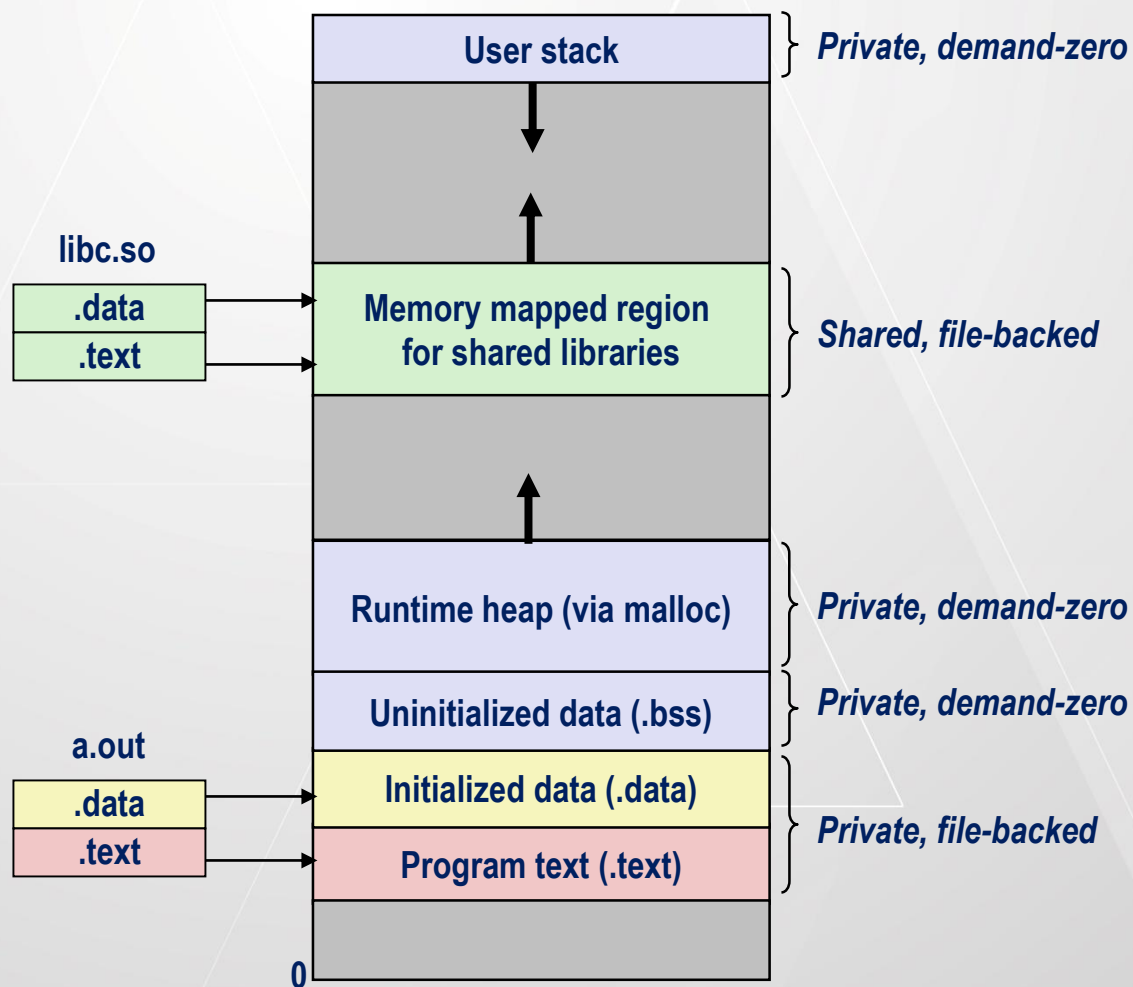 User stack
Private, demand-zero
libc.so
.data
.text
Memory mapped region
for shared libraries
Shared, file-backed
Runtime heap (via malloc)
Private, demand-zero
Uninitialized data (.bss)
Private, demand-zero
a.out
.data
.text
Initialized data (.data)
Program text (.text)
Private, file-backed
0